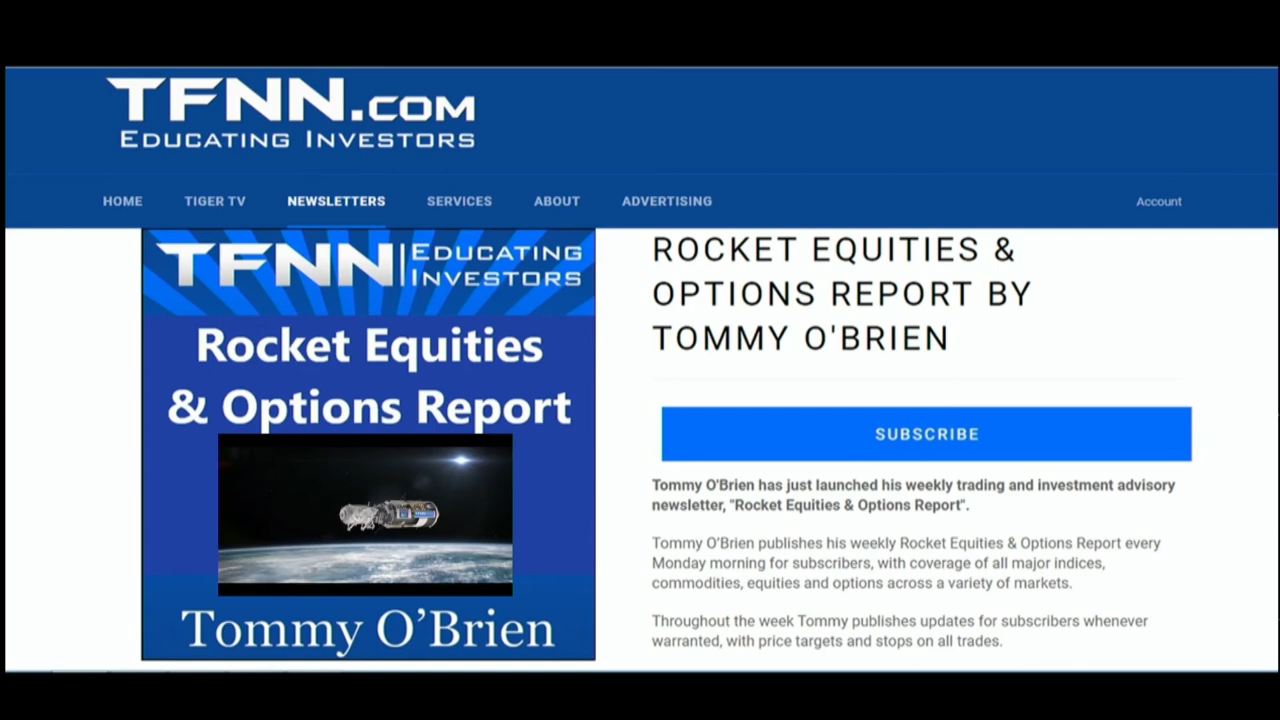 TFNN.COM
EDUCATING INVESTORS
HOME TIGER TV NEWSLETTERS SERVICES ABOUT ADVERTISING Account
TFNN|EDUCATING INVESTORS
Rocket Equities
& Options Report
Tommy O’Brien
ROCKET EQUITIES &
OPTIONS REPORT BY
TOMMY O'BRIEN
SUBSCRIBE
Tommy O'Brien has just launched his weekly trading and investment advisory
newsletter, "Rocket Equities & Options Report".
Tommy O’Brien publishes his weekly Rocket Equities & Options Report every
Monday morning for subscribers, with coverage of all major indices,
commodities, equities and options across a variety of markets.
Throughout the week Tommy publishes updates for subscribers whenever
warranted, with price targets and stops on all trades.